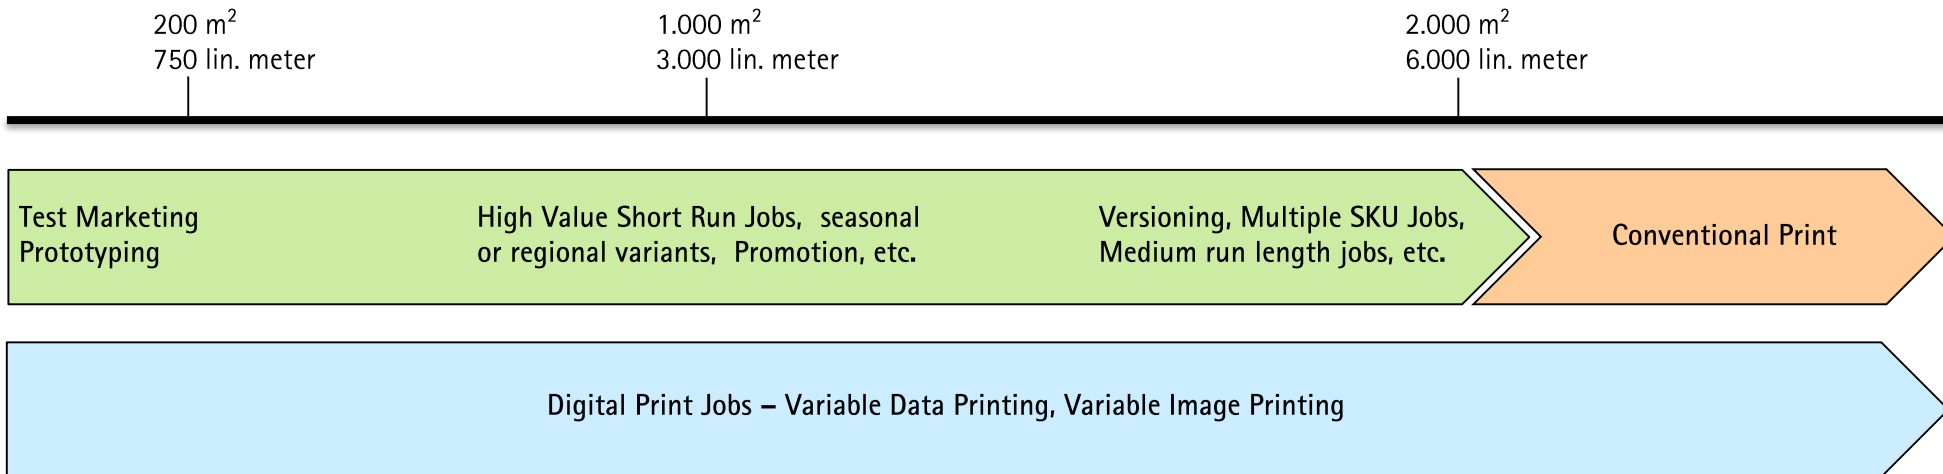 200 m²
750 lin. meter
1.000 m²
3.000 lin. meter
2.000 m²
6.000 lin. meter
Test Marketing
Prototyping
High Value Short Run Jobs,  seasonal
or regional variants,  Promotion, etc.
Versioning, Multiple SKU Jobs,
Medium run length jobs, etc.
Conventional Print
Digital Print Jobs – Variable Data Printing, Variable Image Printing